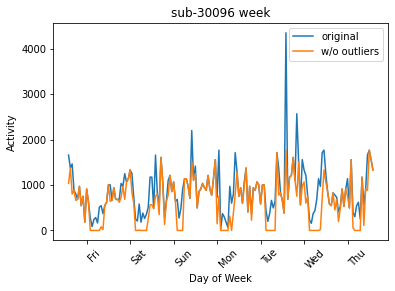 sub-30096 week
original
w/o outliers
Activity
4000
3000
2000
1000
0
Fri
Sat
Sun
Mon
Tue
Wed
Thu
Day of Week